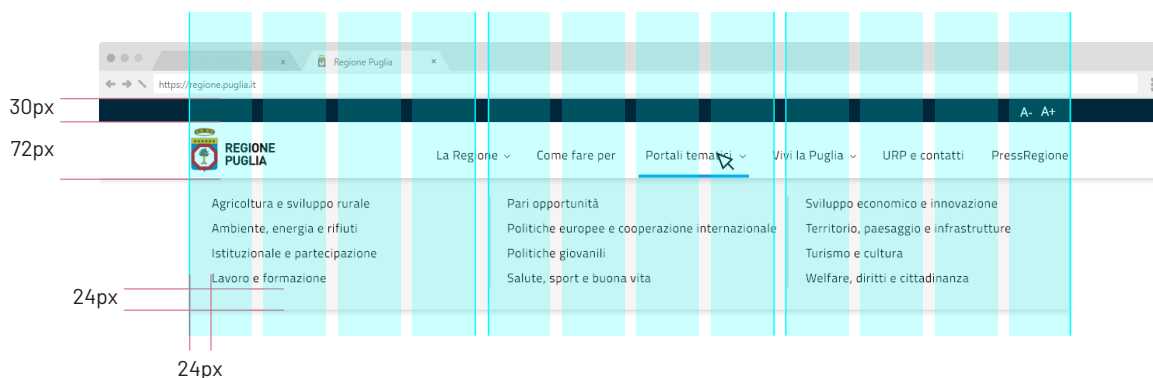 Regione Puglia
https://regione.puglia.it
30px
A- A+
72px
REGIONE
PUGLIA
La Regione Come fare per Portali tematici Vivi la Puglia URP e contatti PressRegione
Agricoltura e sviluppo rurale Pari opportunità Sviluppo economico e innovazione
Ambiente, energia e rifiuti Politiche europee e cooperazione internazionale Territorio, paesaggio e infrastrutture
Istituzionale e partecipazione Politiche giovanili Turismo e cultura
Lavoro e formazione Salute, sport e buona vita Welfare, diritti e cittadinanza
24px
24px